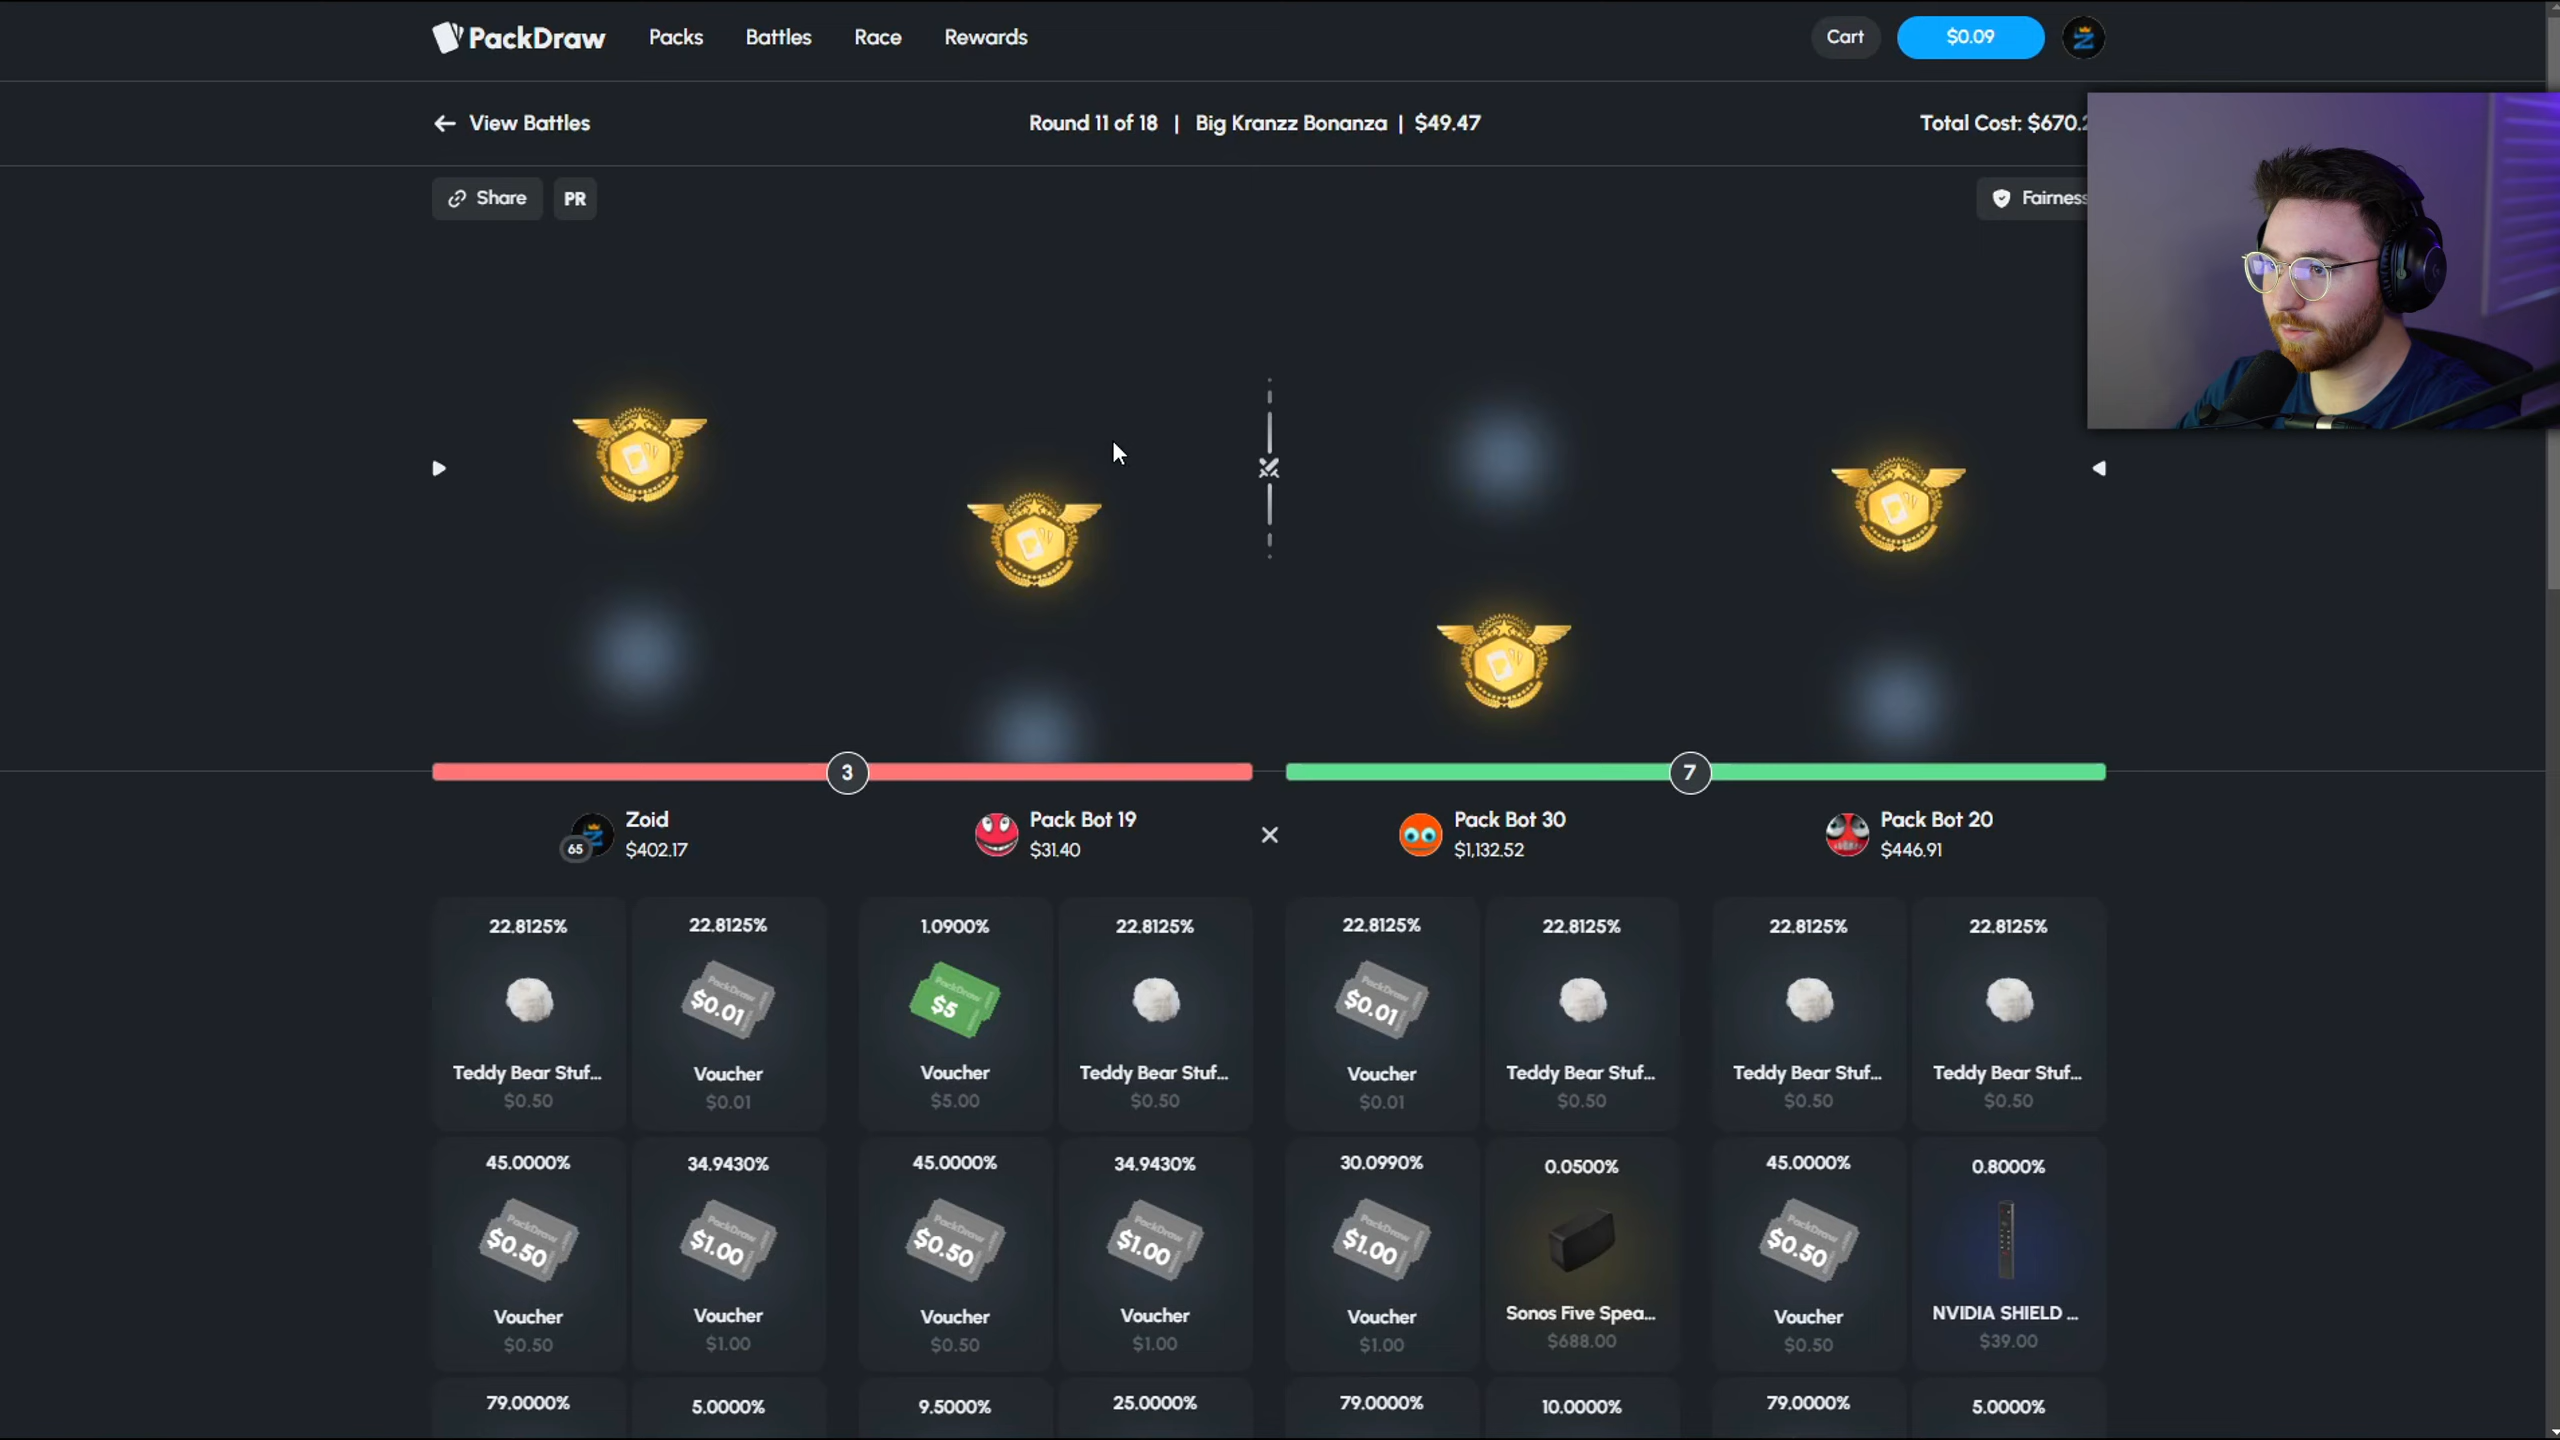 PackDraw Packs Battles Race Rewards Cart $0.09
View Battles Round 11 of 18 | Big Kranzz Bonanza | $49.47 Total Cost: $670.2
Share PR Fairness
3 7
Zoid Pack Bot 19 Pack Bot 30 Pack Bot 20
65 $402.17 $31.40 $1,132.52 $446.91
22.8125% 22.8125% 1.0900% 22.8125% 22.8125% 22.8125% 22.8125% 22.8125%
$0.01 $5 $0.01
Teddy Bear Stuf... Voucher Voucher Teddy Bear Stuf... Voucher Teddy Bear Stuf... Teddy Bear Stuf... Teddy Bear Stuf...
$0.50 $0.01 $5.00 $0.50 $0.01 $0.50 $0.50 $0.50
45.0000% 34.9430% 45.0000% 34.9430% 30.0990% 0.0500% 45.0000% 0.8000%
$0.50 $1.00 $0.50 $1.00 $1.00 $0.50
Voucher Voucher Voucher Voucher Voucher Sonos Five Spea... Voucher NVIDIA SHIELD ...
$0.50 $1.00 $0.50 $1.00 $1.00 $688.00 $0.50 $39.00
79.0000% 5.0000% 9.5000% 25.0000% 79.0000% 10.0000% 79.0000% 5.0000%